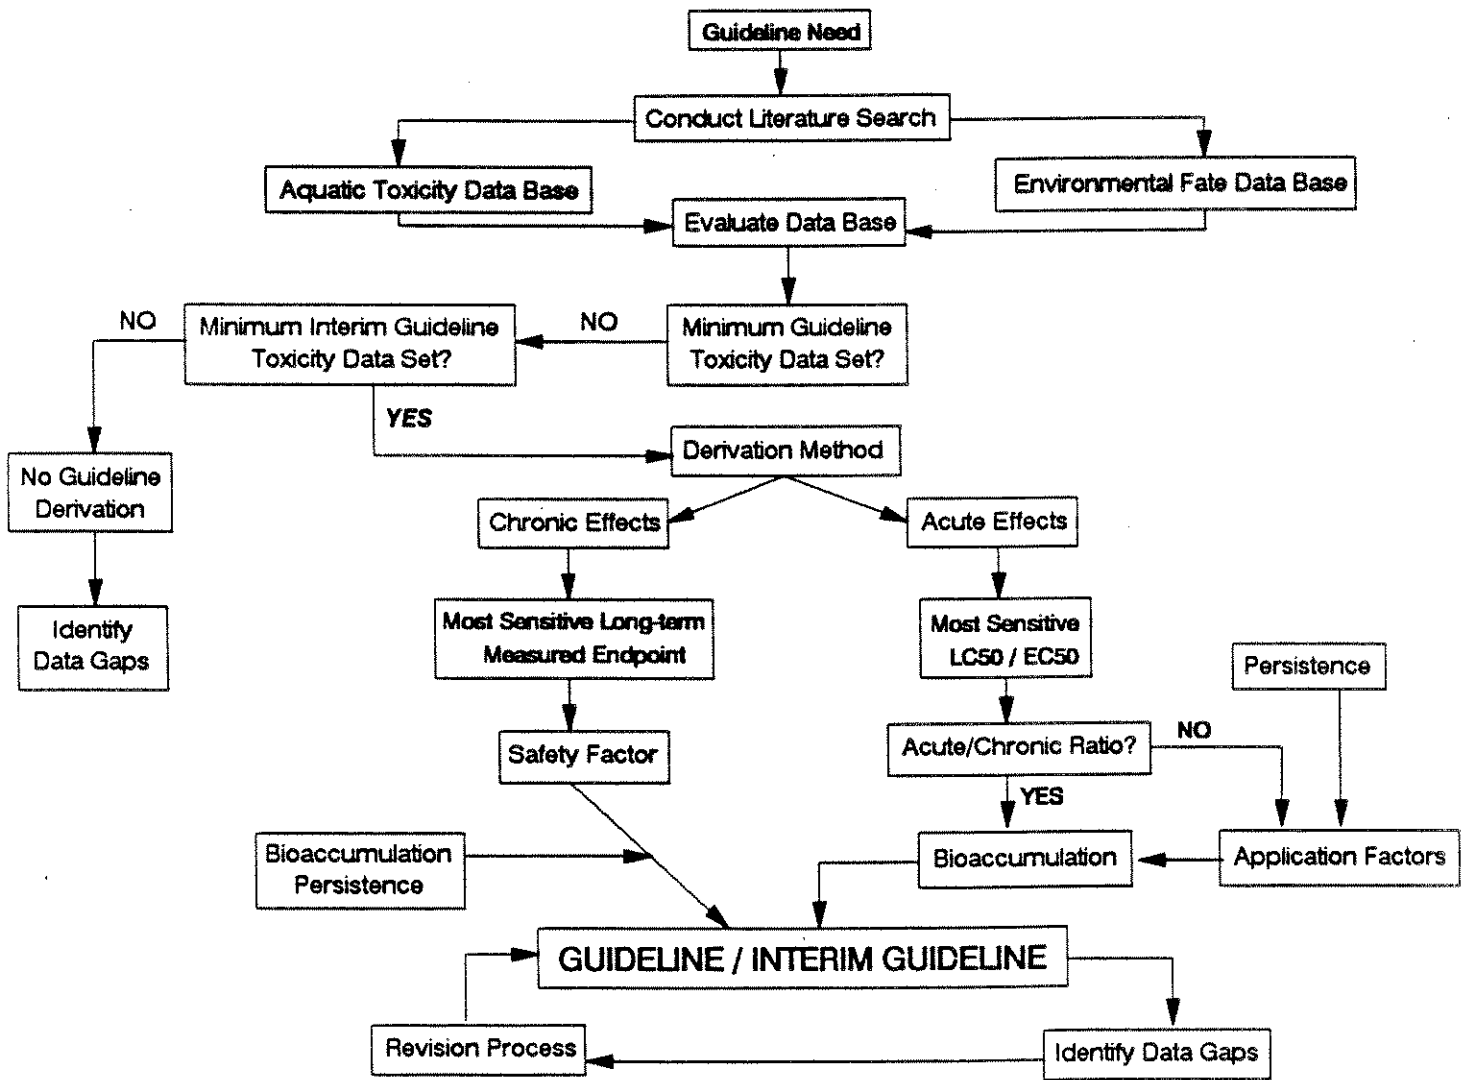 Guideline Need
Conduct Literature Search
Aquatic Toxicity Data Base
Environmental Fate Data Base
Evaluate Data Base
NO
Minimum Interim Guideline
Toxicity Data Set?
NO
Minimum Guideline
Toxicity Data Set?
YES
Derivation Method
No Guideline
Derivation
Chronic Effects
Acute Effects
Identify
Data Gaps
Most Sensitive Long-term
Measured Endpoint
Most Sensitive
LC50 / EC50
Persistence
Safety Factor
Acute/Chronic Ratio?
NO
YES
Bioaccumulation
Persistence
Bioaccumulation
Application Factors
GUIDELINE / INTERIM GUIDELINE
Revision Process
Identify Data Gaps